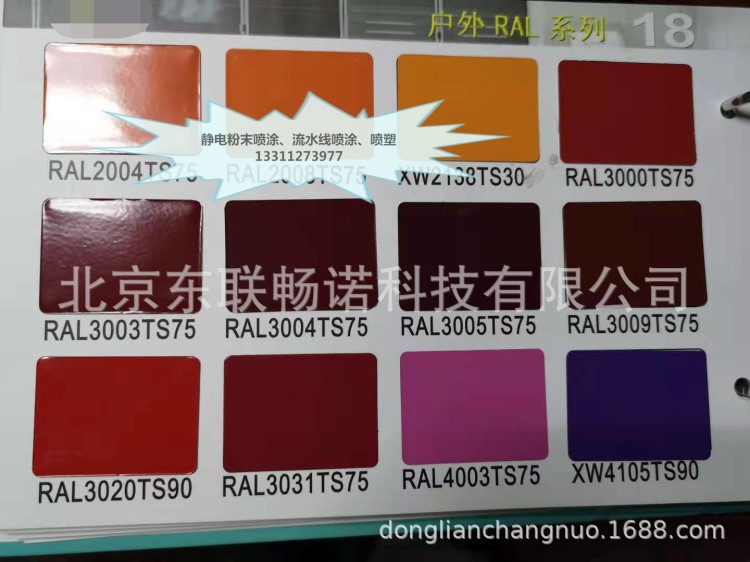 户外 RAL 系列 18
静电粉末喷涂、流水线喷涂、喷塑
13311273977
RAL2004TS75 RAL2008TS75 XW2138TS30 RAL3000TS75
北京东联畅诺科技有限公司
RAL3003TS75 RAL3004TS75 RAL3005TS75 RAL3009TS75
RAL3020TS90 RAL3031TS75 RAL4003TS75 XW4105TS90
donglianchangnuo.1688.com